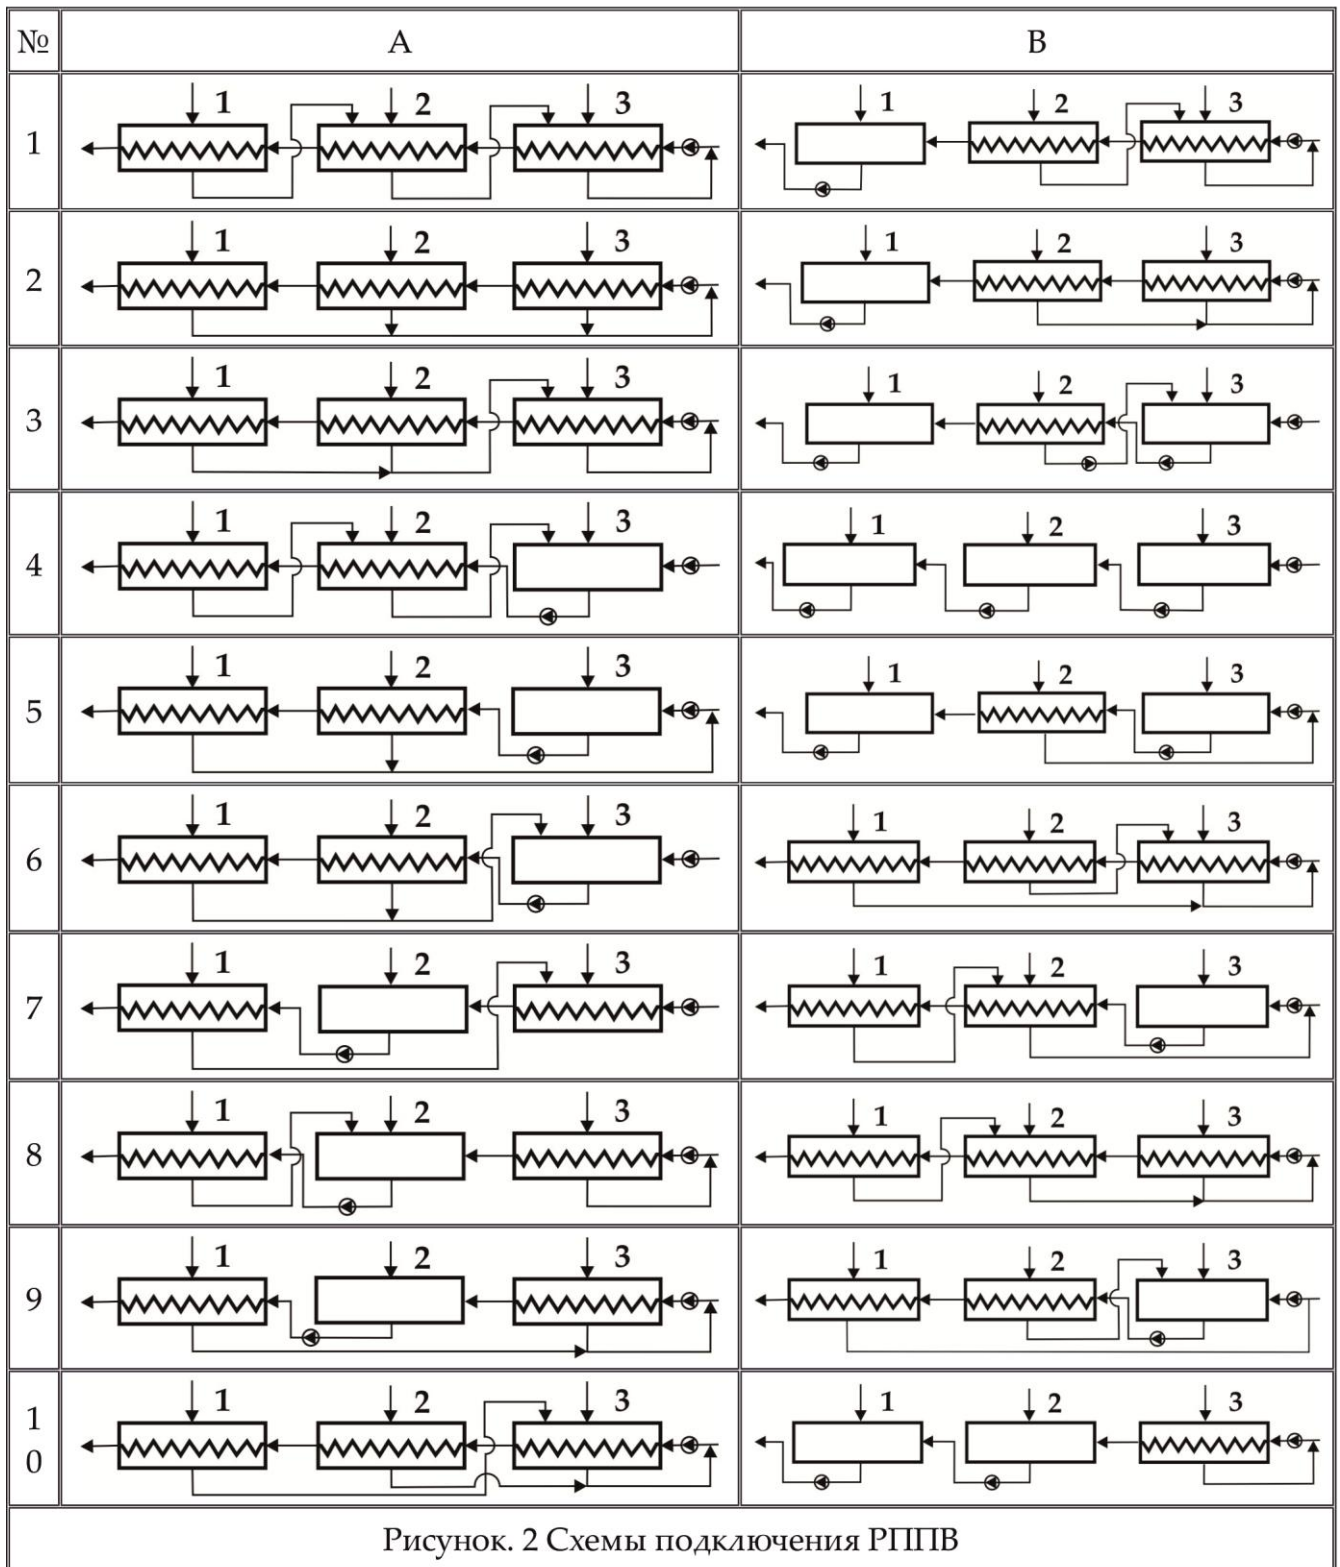 № А В
1 1 2 3 1 2 3
2 1 2 3 1 2 3
3 1 2 3 1 2 3
4 1 2 3 1 2 3
5 1 2 3 1 2 3
6 1 2 3 1 2 3
7 1 2 3 1 2 3
8 1 2 3 1 2 3
9 1 2 3 1 2 3
10 1 2 3 1 2 3
Рисунок. 2 Схемы подключения РППВ